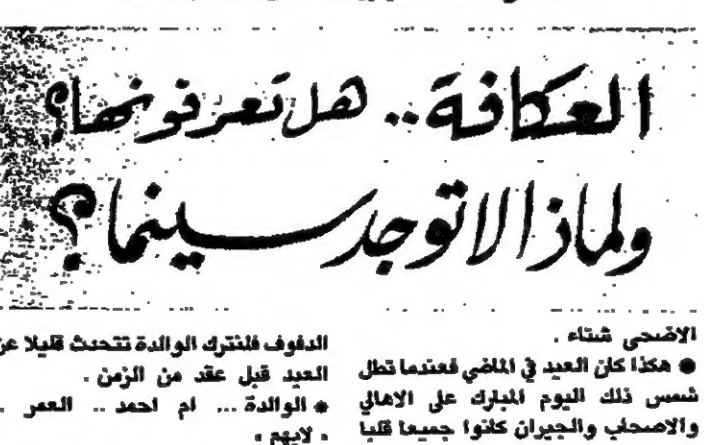 العكافة.. هل تعرفونها؟
ولماذا لا توجد سينما؟
الاضحى شتاء .
● هكذا كان العيد في الماضي فعندما تطل
شمس ذلك اليوم المبارك على الاهالي
والاصحاب والجيران كانوا جميعا قلبا
الدفوف فلنترك الوالدة تتحدث قليلا عن
العيد قبل عقد من الزمن .
● الوالدة ... ام احمد .. العمر .
« لايهم »